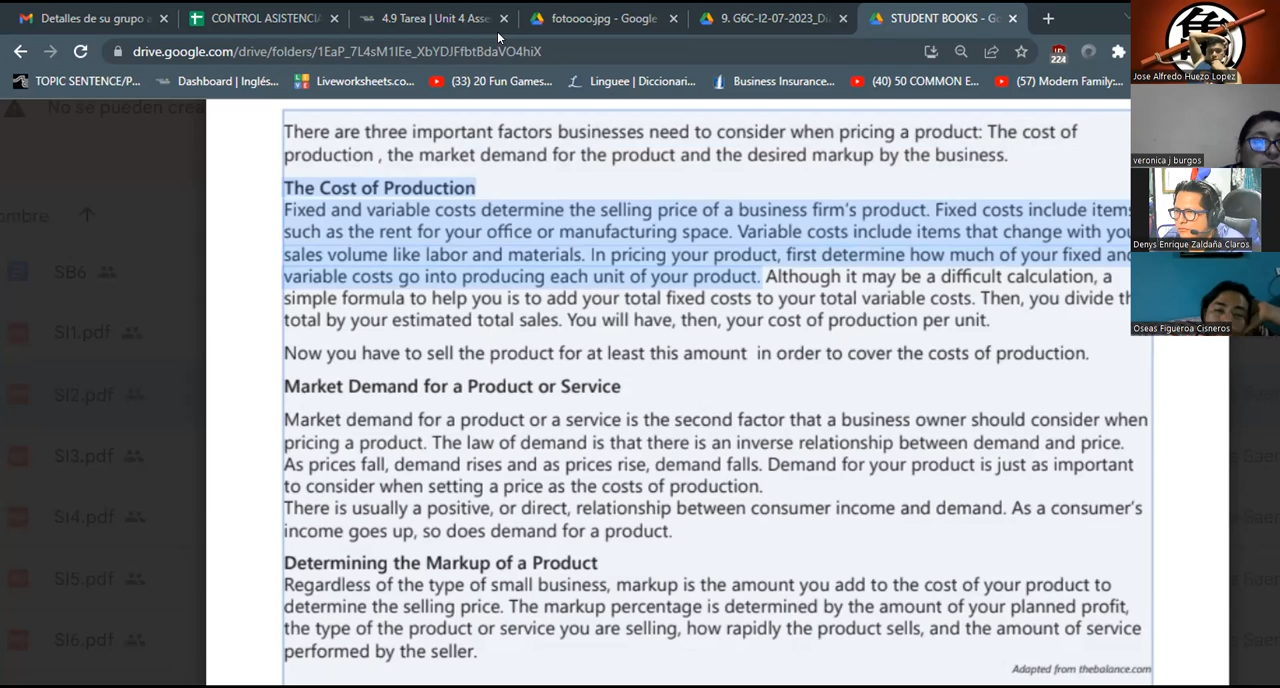 Detalles de su grupo a
CONTROL ASISTENCI
4.9 Tarea | Unit 4 Asse
fotoooo.jpg - Google
9. G6C-I2-07-2023_Di
STUDENT BOOKS - G
drive.google.com/drive/folders/1EaP_7L4sM1IEe_XbYDJFfbtBdaVO4hiX
224
TOPIC SENTENCE/P...
Dashboard | Inglés...
Liveworksheets.co...
(33) 20 Fun Games...
Linguee | Diccionari...
Business Insurance...
(40) 50 COMMON E...
(57) Modern Family:...
No se pueden crea
ombre
SB6
SI1.pdf
SI2.pdf
SI3.pdf
SI4.pdf
SI5.pdf
SI6.pdf
There are three important factors businesses need to consider when pricing a product: The cost of
production , the market demand for the product and the desired markup by the business.
The Cost of Production
Fixed and variable costs determine the selling price of a business firm's product. Fixed costs include items
such as the rent for your office or manufacturing space. Variable costs include items that change with you
sales volume like labor and materials. In pricing your product, first determine how much of your fixed and
variable costs go into producing each unit of your product. Although it may be a difficult calculation, a
simple formula to help you is to add your total fixed costs to your total variable costs. Then, you divide th
total by your estimated total sales. You will have, then, your cost of production per unit.
Now you have to sell the product for at least this amount in order to cover the costs of production.
Market Demand for a Product or Service
Market demand for a product or a service is the second factor that a business owner should consider when
pricing a product. The law of demand is that there is an inverse relationship between demand and price.
As prices fall, demand rises and as prices rise, demand falls. Demand for your product is just as important
to consider when setting a price as the costs of production.
There is usually a positive, or direct, relationship between consumer income and demand. As a consumer's
income goes up, so does demand for a product.
Determining the Markup of a Product
Regardless of the type of small business, markup is the amount you add to the cost of your product to
determine the selling price. The markup percentage is determined by the amount of your planned profit,
the type of the product or service you are selling, how rapidly the product sells, and the amount of service
performed by the seller.
Adapted from thebalance.com
Jose Alfredo Huezo Lopez
veronica j burgos
Denys Enrique Zaldaña Claros
Oseas Figueroa Cisneros